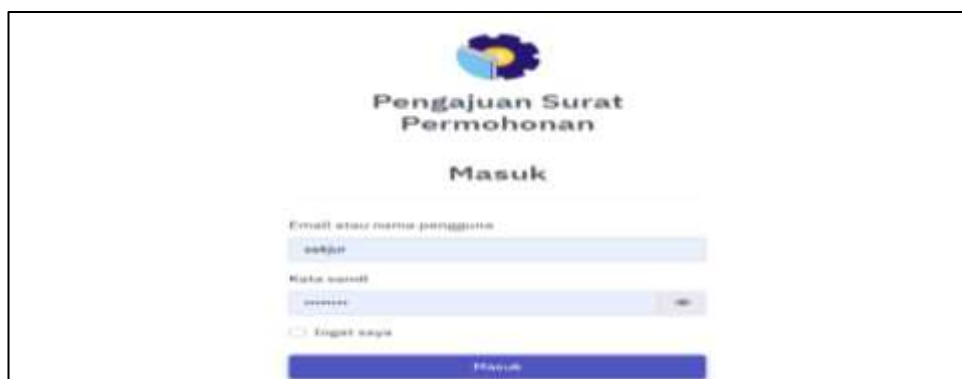 Pengajuan Surat
Permohonan
Masuk
Email atau nama pengguna
sekjur
Kata sandi
Ingat saya
Masuk